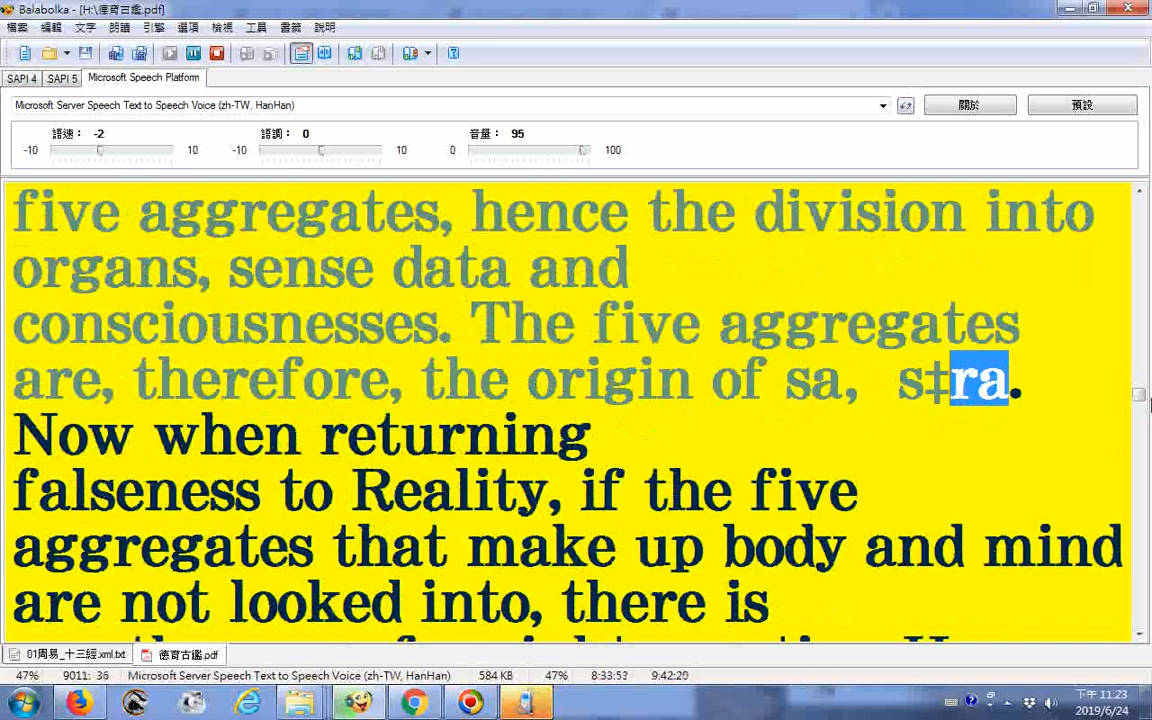 Balabolka - [H:\德育古鑑.pdf]
檔案 編輯 文字 朗讀 引擎 選項 檢視 工具 書籤 說明
SAPI 4 SAPI 5 Microsoft Speech Platform
Microsoft Server Speech Text to Speech Voice (zh-TW, HanHan) 關於 預設
語速： -2 語調： 0 音量： 95
-10 10 -10 10 0 100
five aggregates, hence the division into
organs, sense data and
consciousnesses. The five aggregates
are, therefore, the origin of sa, s‡ra.
Now when returning
falseness to Reality, if the five
aggregates that make up body and mind
are not looked into, there is
01周易_十三經.xml.txt 德育古鑑.pdf
47% 9011: 36 Microsoft Server Speech Text to Speech Voice (zh-TW, HanHan) 584 KB 47% 8:33:53 9:42:20
下午 11:23
2019/6/24